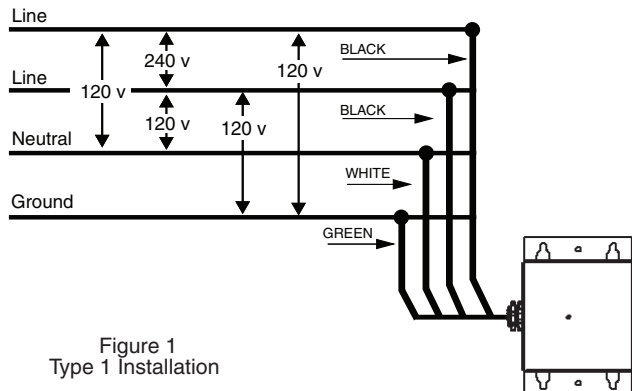 Line
240 v
120 v
BLACK
Line
120 v
120 v
120 v
BLACK
Neutral
WHITE
Ground
GREEN
Figure 1
Type 1 Installation